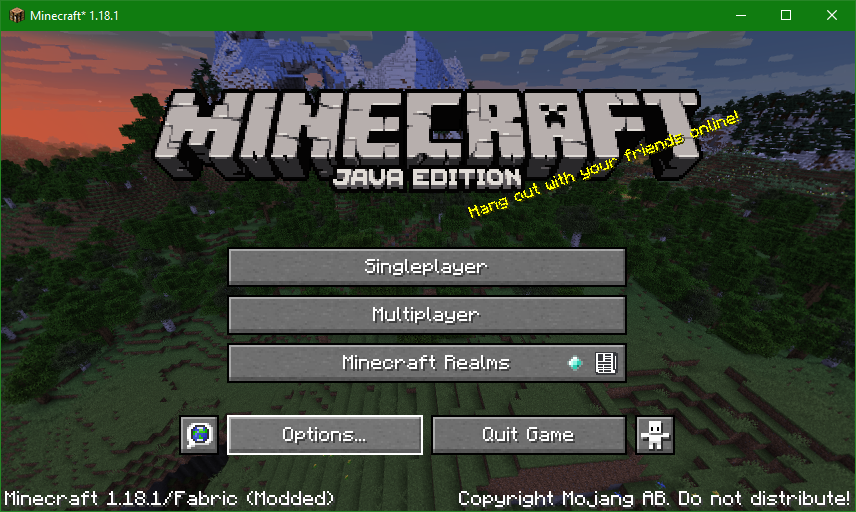 Minecraft* 1.18.1
MINECRAFT
JAVA EDITION
Hang out with your friends online!
Singleplayer
Multiplayer
Minecraft Realms
Options...
Quit Game
Minecraft 1.18.1/Fabric (Modded)
Copyright Mojang AB. Do not distribute!